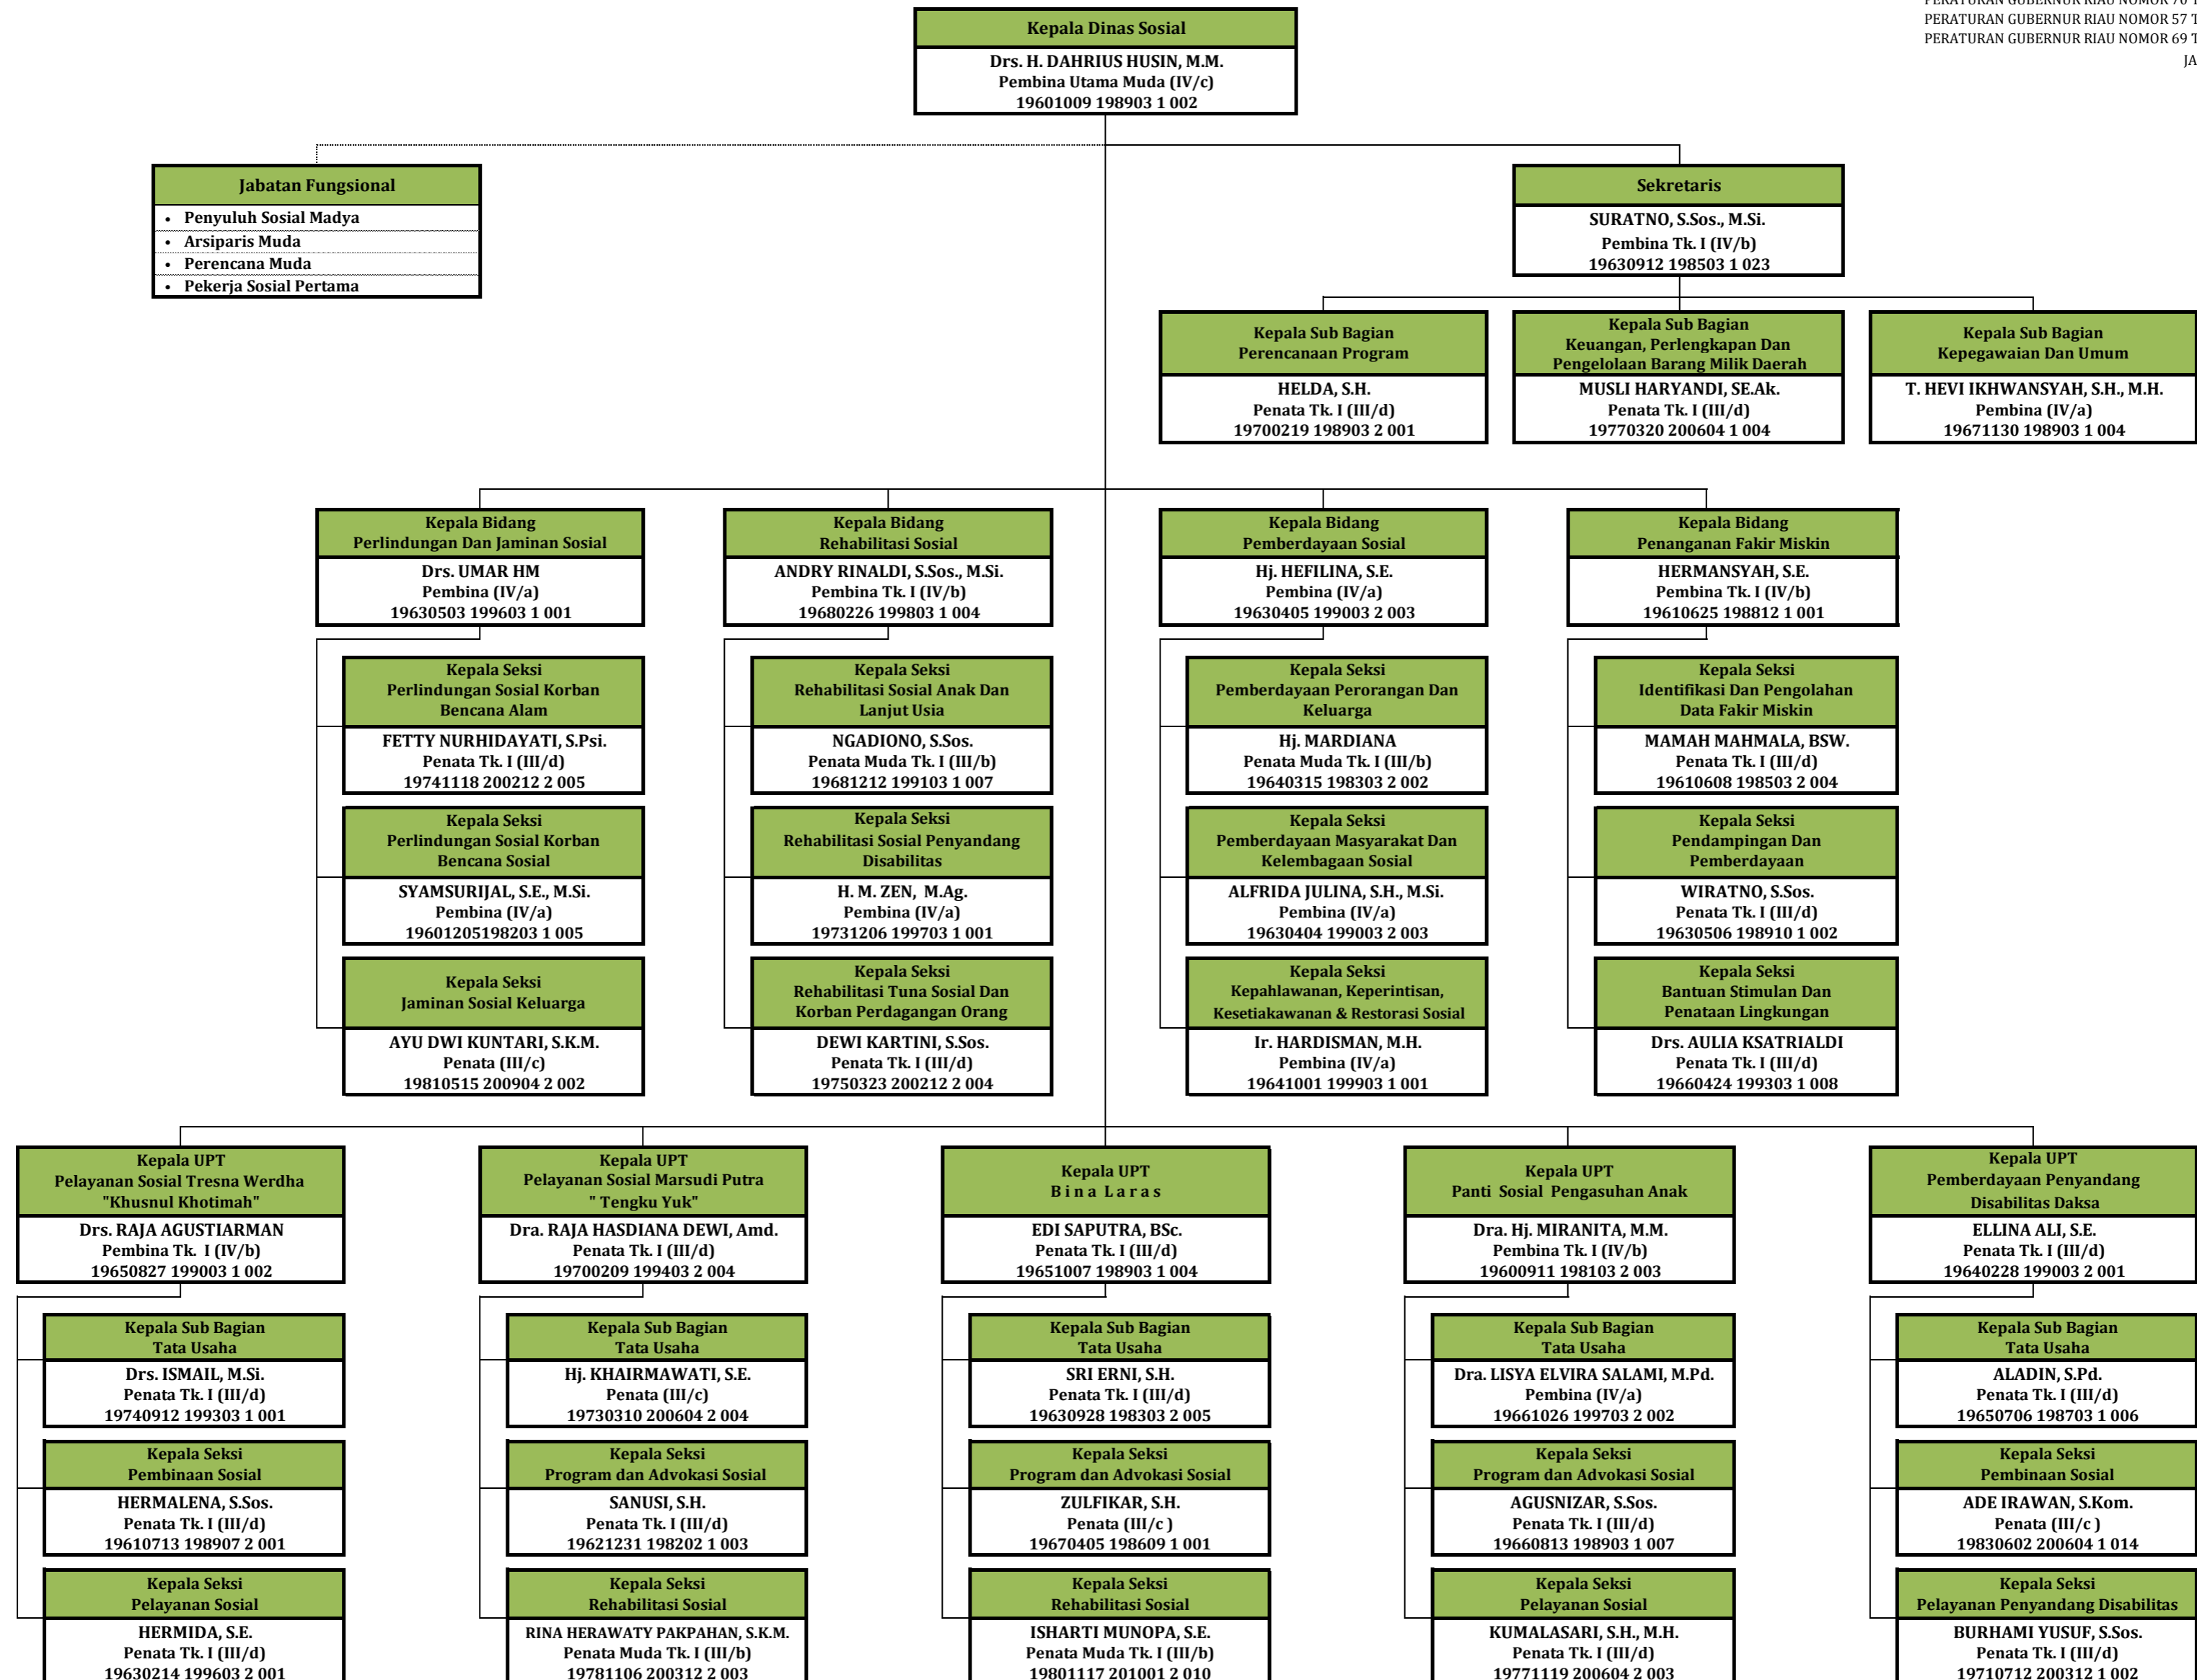 PERATURAN GUBERNUR RIAU NOMOR 57 T
PERATURAN GUBERNUR RIAU NOMOR 69 T
JA
Kepala Dinas Sosial
Drs. H. DAHRIUS HUSIN, M.M.
Pembina Utama Muda (IV/c)
19601009 198903 1 002
Jabatan Fungsional
• Penyuluh Sosial Madya
• Arsiparis Muda
• Perencana Muda
• Pekerja Sosial Pertama
Sekretaris
SURATNO, S.Sos., M.Si.
Pembina Tk. I (IV/b)
19630912 198503 1 023
Kepala Sub Bagian
Perencanaan Program
HELDA, S.H.
Penata Tk. I (III/d)
19700219 198903 2 001
Kepala Sub Bagian
Keuangan, Perlengkapan Dan
Pengelolaan Barang Milik Daerah
MUSLI HARYANDI, SE.Ak.
Penata Tk. I (III/d)
19770320 200604 1 004
Kepala Sub Bagian
Kepegawaian Dan Umum
T. HEVI IKHWANSYAH, S.H., M.H.
Pembina (IV/a)
19671130 198903 1 004
Kepala Bidang
Perlindungan Dan Jaminan Sosial
Drs. UMAR HM
Pembina (IV/a)
19630503 199603 1 001
Kepala Seksi
Perlindungan Sosial Korban
Bencana Alam
FETTY NURHIDAYATI, S.Psi.
Penata Tk. I (III/d)
19741118 200212 2 005
Kepala Seksi
Perlindungan Sosial Korban
Bencana Sosial
SYAMSURIJAL, S.E., M.Si.
Pembina (IV/a)
19601205198203 1 005
Kepala Seksi
Jaminan Sosial Keluarga
AYU DWI KUNTARI, S.K.M.
Penata (III/c)
19810515 200904 2 002
Kepala Bidang
Rehabilitasi Sosial
ANDRY RINALDI, S.Sos., M.Si.
Pembina Tk. I (IV/b)
19680226 199803 1 004
Kepala Seksi
Rehabilitasi Sosial Anak Dan
Lanjut Usia
NGADIONO, S.Sos.
Penata Muda Tk. I (III/b)
19681212 199103 1 007
Kepala Seksi
Rehabilitasi Sosial Penyandang
Disabilitas
H. M. ZEN, M.Ag.
Pembina (IV/a)
19731206 199703 1 001
Kepala Seksi
Rehabilitasi Tuna Sosial Dan
Korban Perdagangan Orang
DEWI KARTINI, S.Sos.
Penata Tk. I (III/d)
19750323 200212 2 004
Kepala Bidang
Pemberdayaan Sosial
Hj. HEFILINA, S.E.
Pembina (IV/a)
19630405 199003 2 003
Kepala Seksi
Pemberdayaan Perorangan Dan
Keluarga
Hj. MARDIANA
Penata Muda Tk. I (III/b)
19640315 198303 2 002
Kepala Seksi
Pemberdayaan Masyarakat Dan
Kelembagaan Sosial
ALFRIDA JULINA, S.H., M.Si.
Pembina (IV/a)
19630404 199003 2 003
Kepala Seksi
Kepahlawanan, Keperintisan,
Kesetiakawanan & Restorasi Sosial
Ir. HARDISMAN, M.H.
Pembina (IV/a)
19641001 199903 1 001
Kepala Bidang
Penanganan Fakir Miskin
HERMANSYAH, S.E.
Pembina Tk. I (IV/b)
19610625 198812 1 001
Kepala Seksi
Identifikasi Dan Pengolahan
Data Fakir Miskin
MAMAH MAHMALA, BSW.
Penata Tk. I (III/d)
19610608 198503 2 004
Kepala Seksi
Pendampingan Dan
Pemberdayaan
WIRATNO, S.Sos.
Penata Tk. I (III/d)
19630506 198910 1 002
Kepala Seksi
Bantuan Stimulan Dan
Penataan Lingkungan
Drs. AULIA KSATRIALDI
Penata Tk. I (III/d)
19660424 199303 1 008
Kepala UPT
Pelayanan Sosial Tresna Werdha
"Khusnul Khotimah"
Drs. RAJA AGUSTIARMAN
Pembina Tk. I (IV/b)
19650827 199003 1 002
Kepala Sub Bagian
Tata Usaha
Drs. ISMAIL, M.Si.
Penata Tk. I (III/d)
19740912 199303 1 001
Kepala Seksi
Pembinaan Sosial
HERMALENA, S.Sos.
Penata Tk. I (III/d)
19610713 198907 2 001
Kepala Seksi
Pelayanan Sosial
HERMIDA, S.E.
Penata Tk. I (III/d)
19630214 199603 2 001
Kepala UPT
Pelayanan Sosial Marsudi Putra
" Tengku Yuk"
Dra. RAJA HASDIANA DEWI, Amd.
Penata Tk. I (III/d)
19700209 199403 2 004
Kepala Sub Bagian
Tata Usaha
Hj. KHAIRMAWATI, S.E.
Penata (III/c)
19730310 200604 2 004
Kepala Seksi
Program dan Advokasi Sosial
SANUSI, S.H.
Penata Tk. I (III/d)
19621231 198202 1 003
Kepala Seksi
Rehabilitasi Sosial
RINA HERAWATY PAKPAHAN, S.K.M.
Penata Muda Tk. I (III/b)
19781106 200312 2 003
Kepala UPT
B i n a L a r a s
EDI SAPUTRA, BSc.
Penata Tk. I (III/d)
19651007 198903 1 004
Kepala Sub Bagian
Tata Usaha
SRI ERNI, S.H.
Penata Tk. I (III/d)
19630928 198303 2 005
Kepala Seksi
Program dan Advokasi Sosial
ZULFIKAR, S.H.
Penata (III/c )
19670405 198609 1 001
Kepala Seksi
Rehabilitasi Sosial
ISHARTI MUNOPA, S.E.
Penata Muda Tk. I (III/b)
19801117 201001 2 010
Kepala UPT
Panti Sosial Pengasuhan Anak
Dra. Hj. MIRANITA, M.M.
Pembina Tk. I (IV/b)
19600911 198103 2 003
Kepala Sub Bagian
Tata Usaha
Dra. LISYA ELVIRA SALAMI, M.Pd.
Pembina (IV/a)
19661026 199703 2 002
Kepala Seksi
Program dan Advokasi Sosial
AGUSNIZAR, S.Sos.
Penata Tk. I (III/d)
19660813 198903 1 007
Kepala Seksi
Pelayanan Sosial
KUMALASARI, S.H., M.H.
Penata Tk. I (III/d)
19771119 200604 2 003
Kepala UPT
Pemberdayaan Penyandang
Disabilitas Daksa
ELLINA ALI, S.E.
Penata Tk. I (III/d)
19640228 199003 2 001
Kepala Sub Bagian
Tata Usaha
ALADIN, S.Pd.
Penata Tk. I (III/d)
19650706 198703 1 006
Kepala Seksi
Pembinaan Sosial
ADE IRAWAN, S.Kom.
Penata (III/c )
19830602 200604 1 014
Kepala Seksi
Pelayanan Penyandang Disabilitas
BURHAMI YUSUF, S.Sos.
Penata Tk. I (III/d)
19710712 200312 1 002